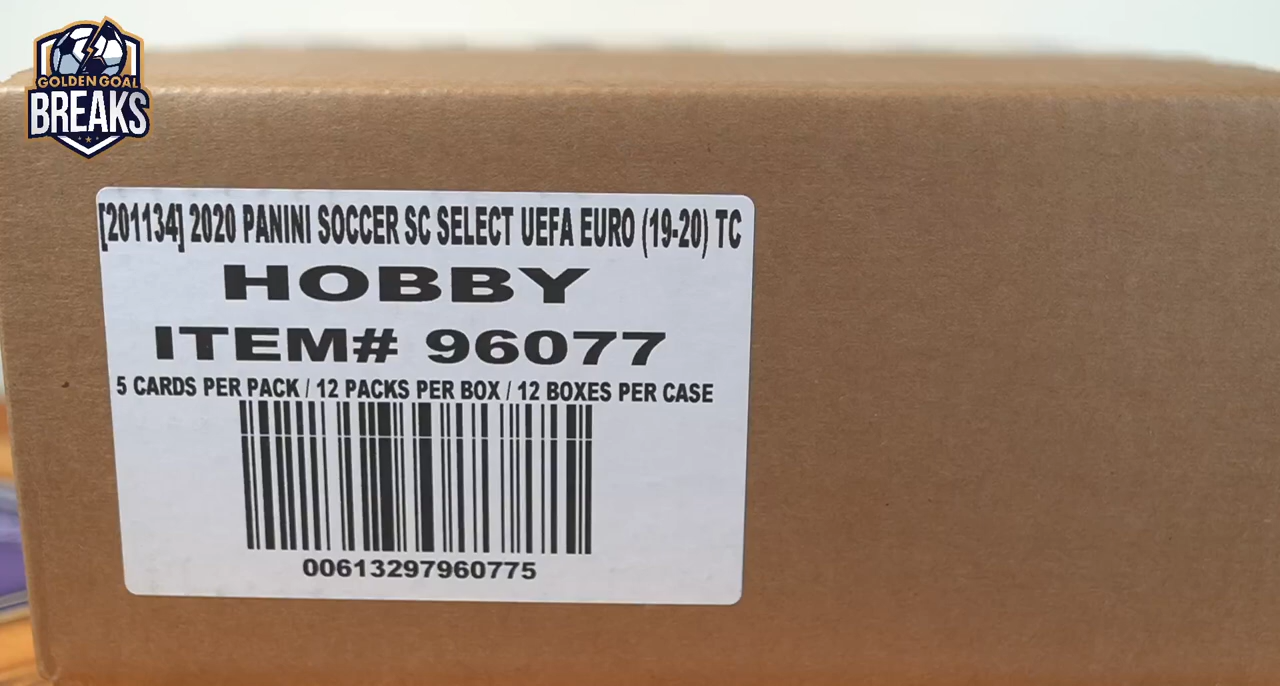 GOLDEN GOAL
BREAKS
[201134] 2020 PANINI SOCCER SC SELECT UEFA EURO (19-20) TC
HOBBY
ITEM# 96077
5 CARDS PER PACK / 12 PACKS PER BOX / 12 BOXES PER CASE
00613297960775